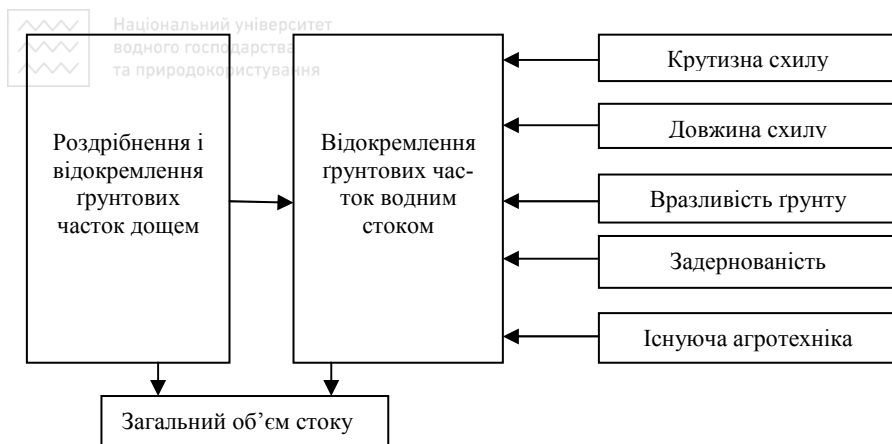 Національний університет
водного господарства
та природокористування
Роздрібнення і
відокремлення
ґрунтових
часток дощем
Відокремлення
ґрунтових час-
ток водним
стоком
Крутизна схилу
Довжина схилу
Вразливість ґрунту
Задернованість
Існуюча агротехніка
Загальний об’єм стоку